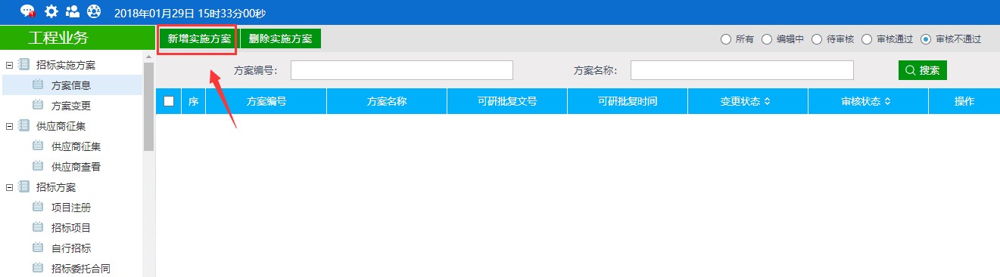 2018年01月29日 15时33分00秒
工程业务
新增实施方案 删除实施方案 所有 编辑中 待审核 审核通过 审核不通过
招标实施方案
方案信息
方案变更
供应商征集
供应商征集
供应商查看
招标方案
项目注册
招标项目
自行招标
招标委托合同
方案编号: 方案名称: 搜索
序 方案编号 方案名称 可研批复文号 可研批复时间 变更状态 审核状态 操作